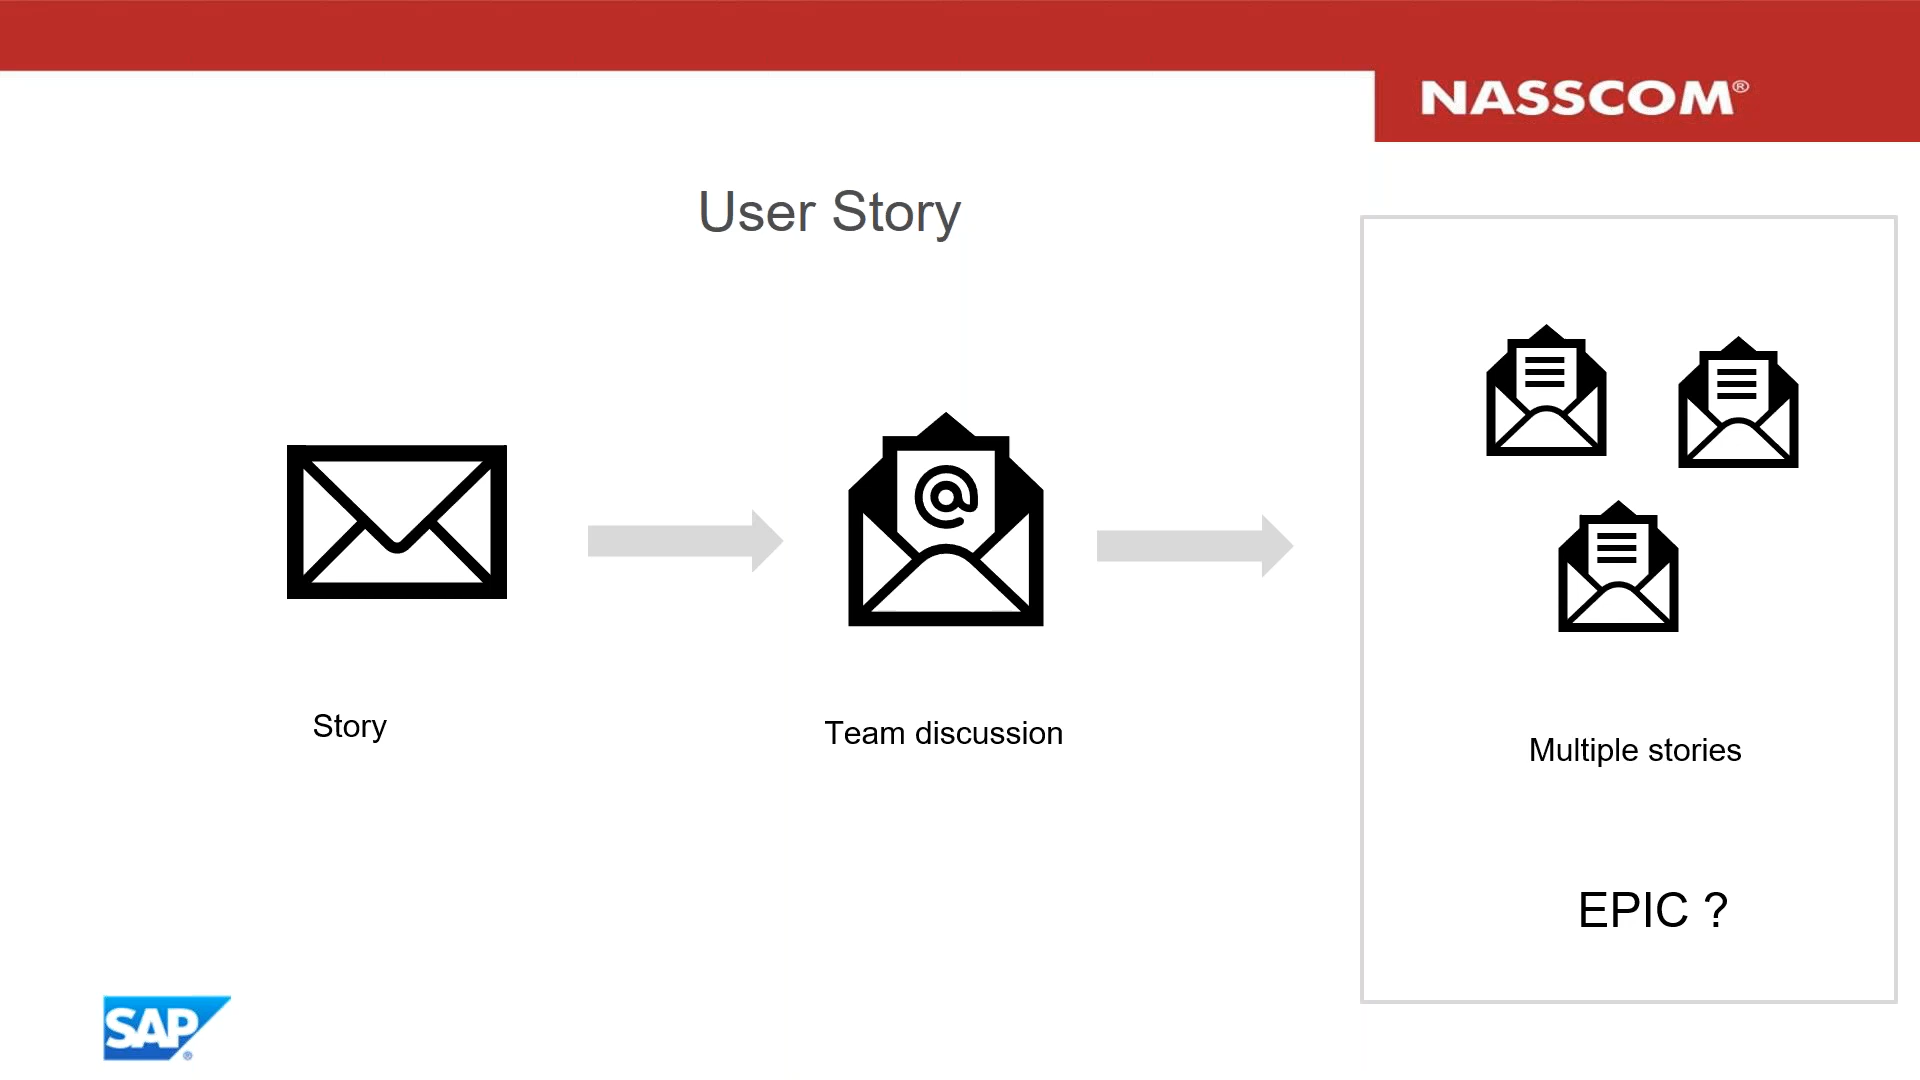 NASSCOM®
User Story
@
Story
Team discussion
Multiple stories
EPIC ?
SAP®